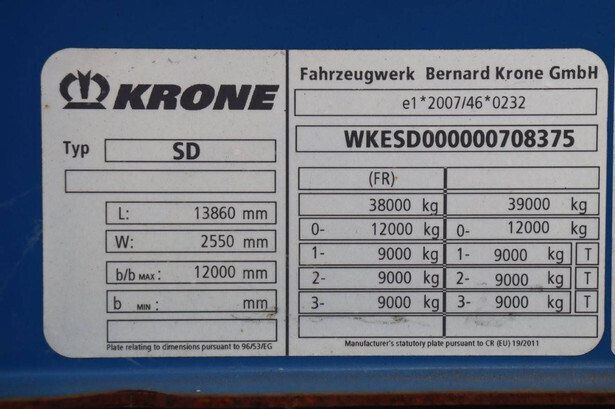 KRONE
Typ SD
L: 13860 mm
W: 2550 mm
b/b MAX: 12000 mm
b MIN : mm
Plate relating to dimensions pursuant to 96/53/EG
Fahrzeugwerk Bernard Krone GmbH
e1*2007/46*0232
WKESD000000708375
(FR)
38000 kg 39000 kg
0- 12000 kg 0- 12000 kg
1- 9000 kg 1- 9000 kg T
2- 9000 kg 2- 9000 kg T
3- 9000 kg 3- 9000 kg T
Manufacturer's statutory plate pursuant to CR (EU) 19/2011